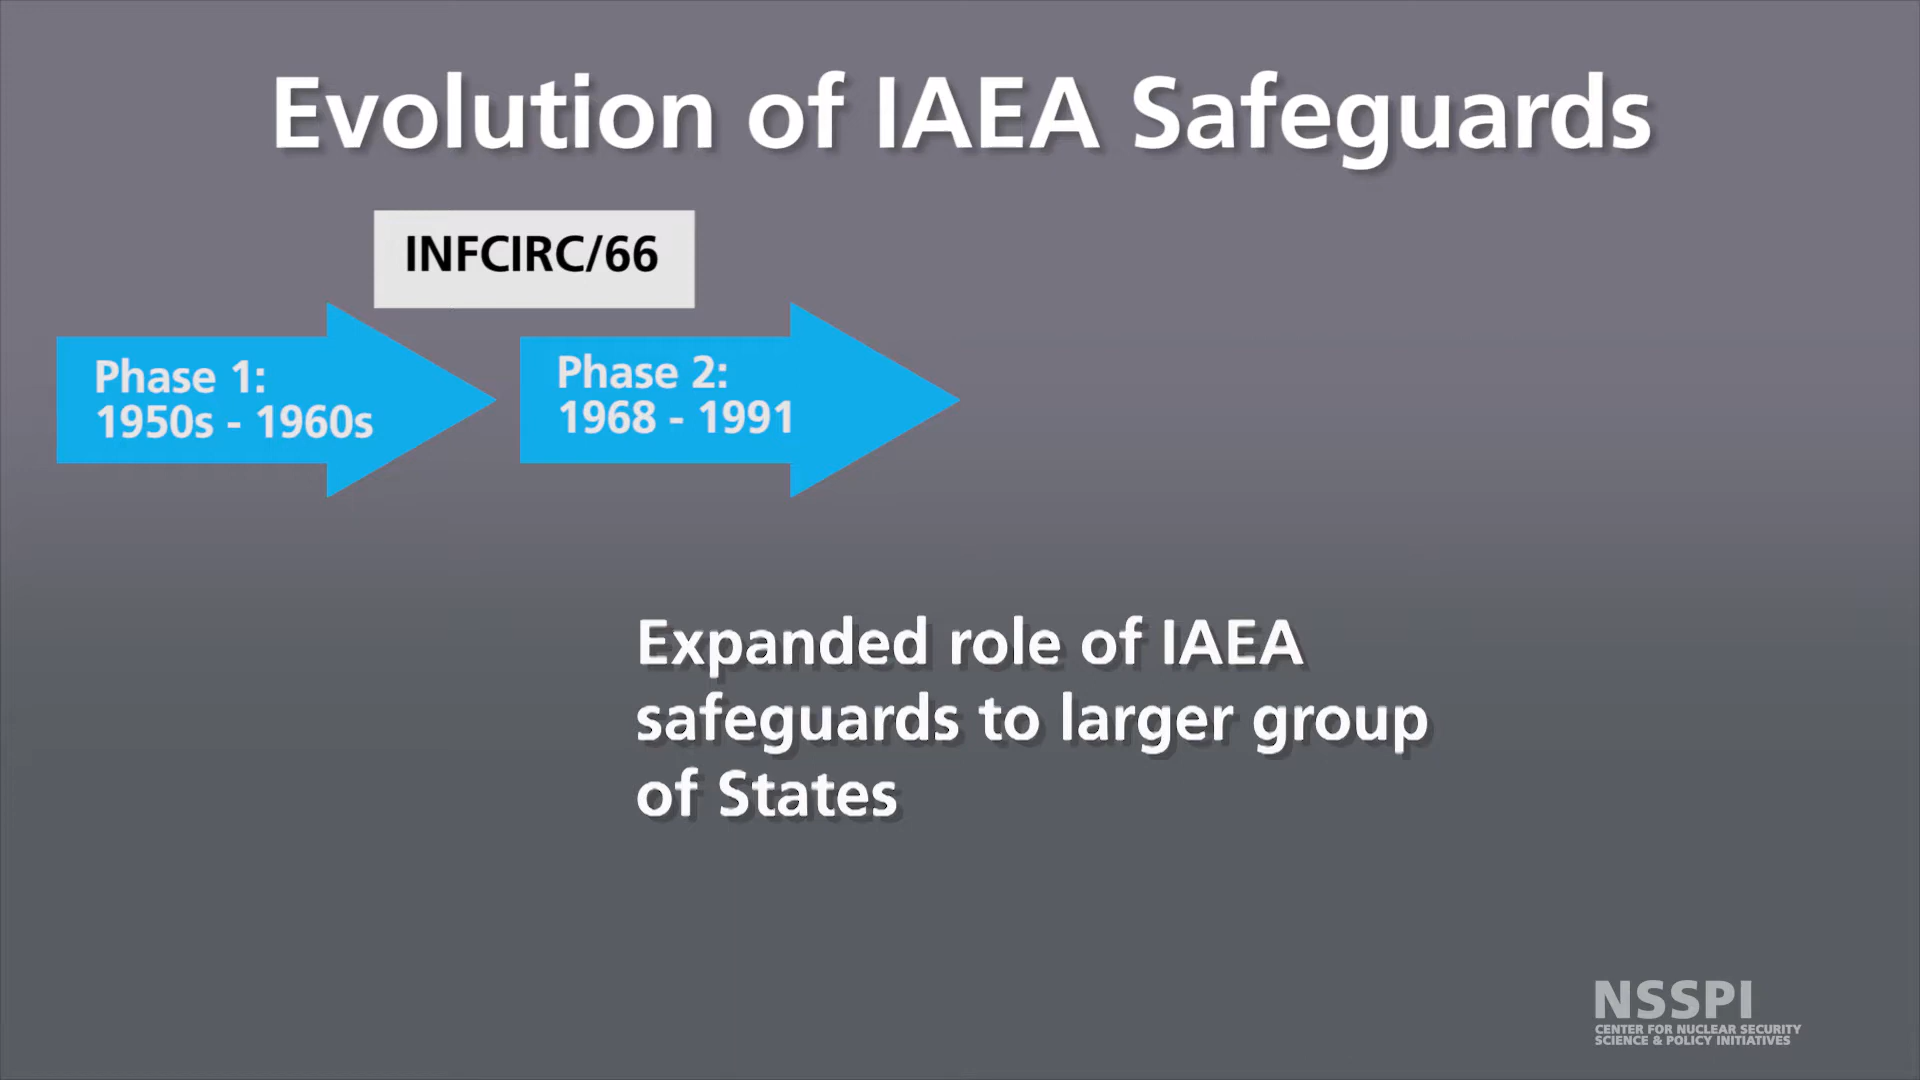 Evolution of IAEA Safeguards
INFCIRC/66
Phase 1:
1950s - 1960s
Phase 2:
1968 - 1991
Expanded role of IAEA
safeguards to larger group
of States
NSSPI
CENTER FOR NUCLEAR SECURITY
SCIENCE & POLICY INITIATIVES